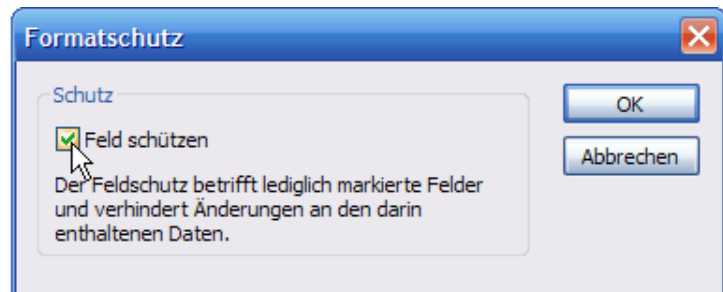 Formatschutz
Schutz
OK
Feld schützen
Abbrechen
Der Feldschutz betrifft lediglich markierte Felder
und verhindert Änderungen an den darin
enthaltenen Daten.